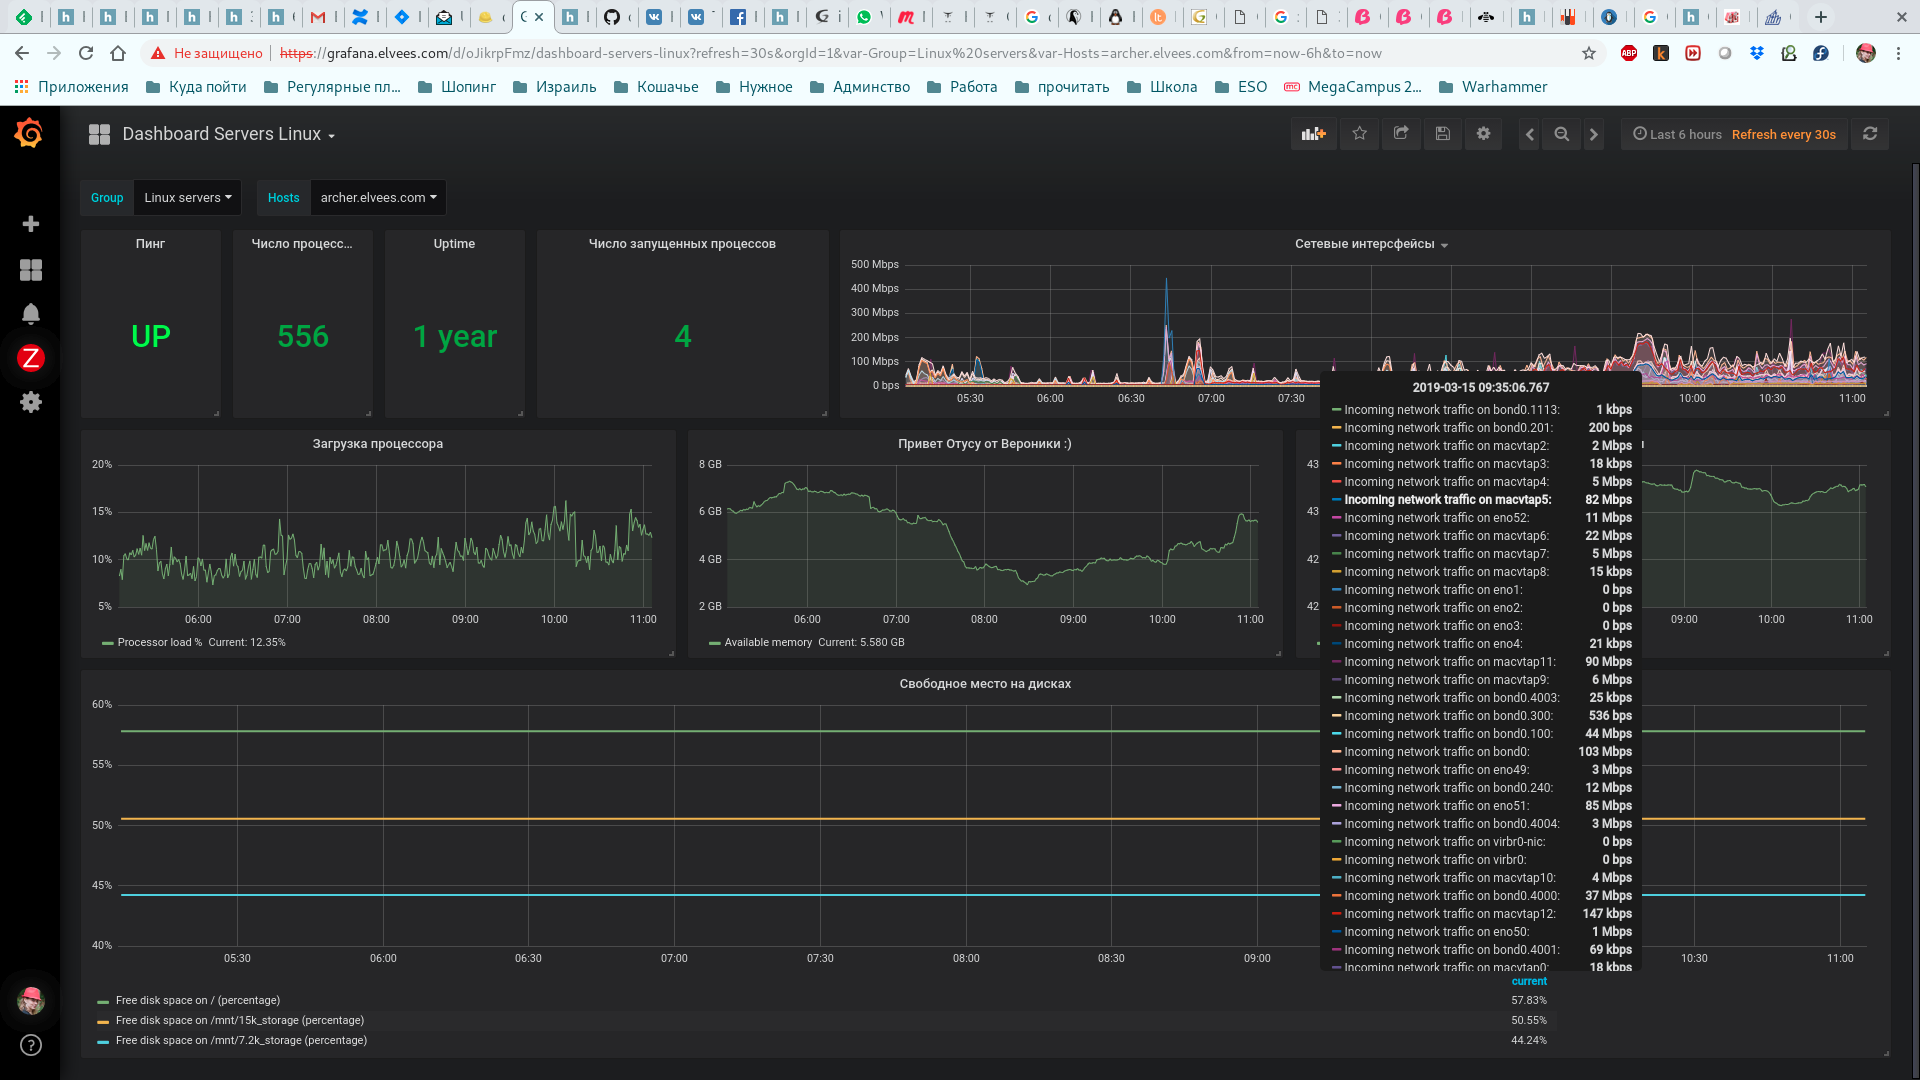 Не защищено
https://grafana.elvees.com/d/oJikrpFmz/dashboard-servers-linux?refresh=30s&orgId=1&var-Group=Linux%20servers&var-Hosts=archer.elvees.com&from=now-6h&to=now
ABP
Приложения
Куда пойти
Регулярные пл...
Шопинг
Израиль
Кошачье
Нужное
Админство
Работа
прочитать
Школа
ESO
MegaCampus 2...
Warhammer
Dashboard Servers Linux
Last 6 hours Refresh every 30s
Group Linux servers
Hosts archer.elvees.com
Пинг
UP
Число процесс...
556
Uptime
1 year
Число запущенных процессов
4
Сетевые интерсфейсы
500 Mbps
400 Mbps
300 Mbps
200 Mbps
100 Mbps
0 bps
05:30 06:00 06:30 07:00 07:30 10:00 10:30 11:00
Загрузка процессора
20%
15%
10%
5%
06:00 07:00 08:00 09:00 10:00 11:00
Processor load % Current: 12.35%
Привет Отусу от Вероники :)
8 GB
6 GB
4 GB
2 GB
06:00 07:00 08:00 09:00 10:00 11:00
Available memory Current: 5.580 GB
43
43
42
42
09:00 10:00 11:00
2019-03-15 09:35:06.767
Incoming network traffic on bond0.1113: 1 kbps
Incoming network traffic on bond0.201: 200 bps
Incoming network traffic on macvtap2: 2 Mbps
Incoming network traffic on macvtap3: 18 kbps
Incoming network traffic on macvtap4: 5 Mbps
Incoming network traffic on macvtap5: 82 Mbps
Incoming network traffic on eno52: 11 Mbps
Incoming network traffic on macvtap6: 22 Mbps
Incoming network traffic on macvtap7: 5 Mbps
Incoming network traffic on macvtap8: 15 kbps
Incoming network traffic on eno1: 0 bps
Incoming network traffic on eno2: 0 bps
Incoming network traffic on eno3: 0 bps
Incoming network traffic on eno4: 21 kbps
Incoming network traffic on macvtap11: 90 Mbps
Incoming network traffic on macvtap9: 6 Mbps
Incoming network traffic on bond0.4003: 25 kbps
Incoming network traffic on bond0.300: 536 bps
Incoming network traffic on bond0.100: 44 Mbps
Incoming network traffic on bond0: 103 Mbps
Incoming network traffic on eno49: 3 Mbps
Incoming network traffic on bond0.240: 12 Mbps
Incoming network traffic on eno51: 85 Mbps
Incoming network traffic on bond0.4004: 3 Mbps
Incoming network traffic on virbr0-nic: 0 bps
Incoming network traffic on virbr0: 0 bps
Incoming network traffic on macvtap10: 4 Mbps
Incoming network traffic on bond0.4000: 37 Mbps
Incoming network traffic on macvtap12: 147 kbps
Incoming network traffic on eno50: 1 Mbps
Incoming network traffic on bond0.4001: 69 kbps
Incoming network traffic on macvtap0: 18 kbps
Свободное место на дисках
60%
55%
50%
45%
40%
05:30 06:00 06:30 07:00 07:30 08:00 08:30 09:00 10:30 11:00
current
Free disk space on / (percentage) 57.83%
Free disk space on /mnt/15k_storage (percentage) 50.55%
Free disk space on /mnt/7.2k_storage (percentage) 44.24%